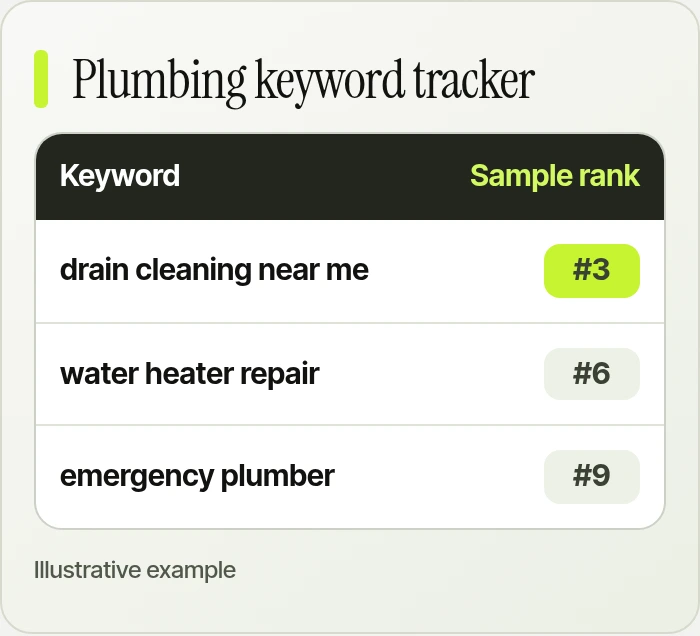 Plumbing keyword tracker
Keyword Sample rank
drain cleaning near me #3
water heater repair #6
emergency plumber #9
Illustrative example